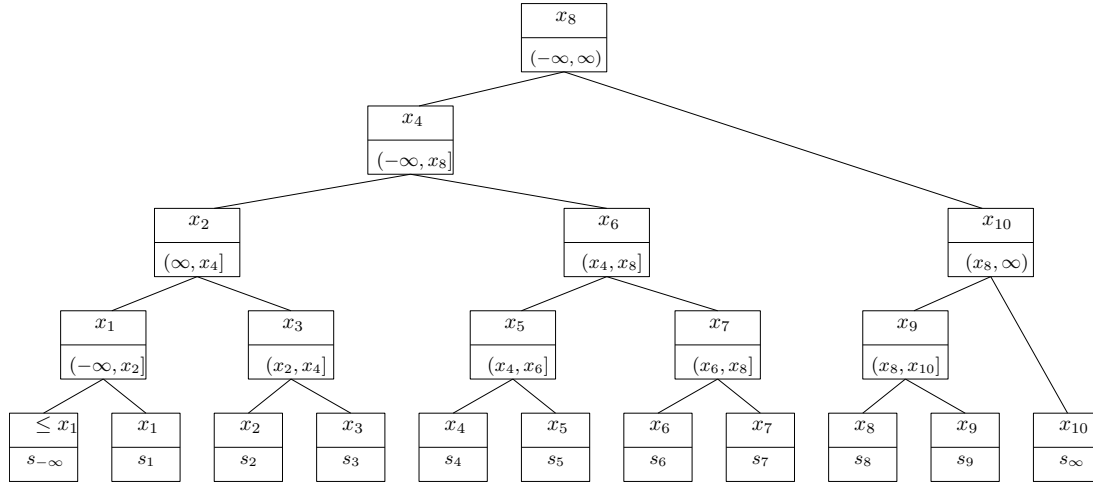 x_8
(−∞, ∞)
x_4
(−∞, x_8]
x_2
x_6
x_10
(∞, x_4]
(x_4, x_8]
(x_8, ∞)
x_1
x_3
x_5
x_7
x_9
(−∞, x_2]
(x_2, x_4]
(x_4, x_6]
(x_6, x_8]
(x_8, x_10]
≤ x_1
x_1
x_2
x_3
x_4
x_5
x_6
x_7
x_8
x_9
x_10
s_−∞
s_1
s_2
s_3
s_4
s_5
s_6
s_7
s_8
s_9
s_∞